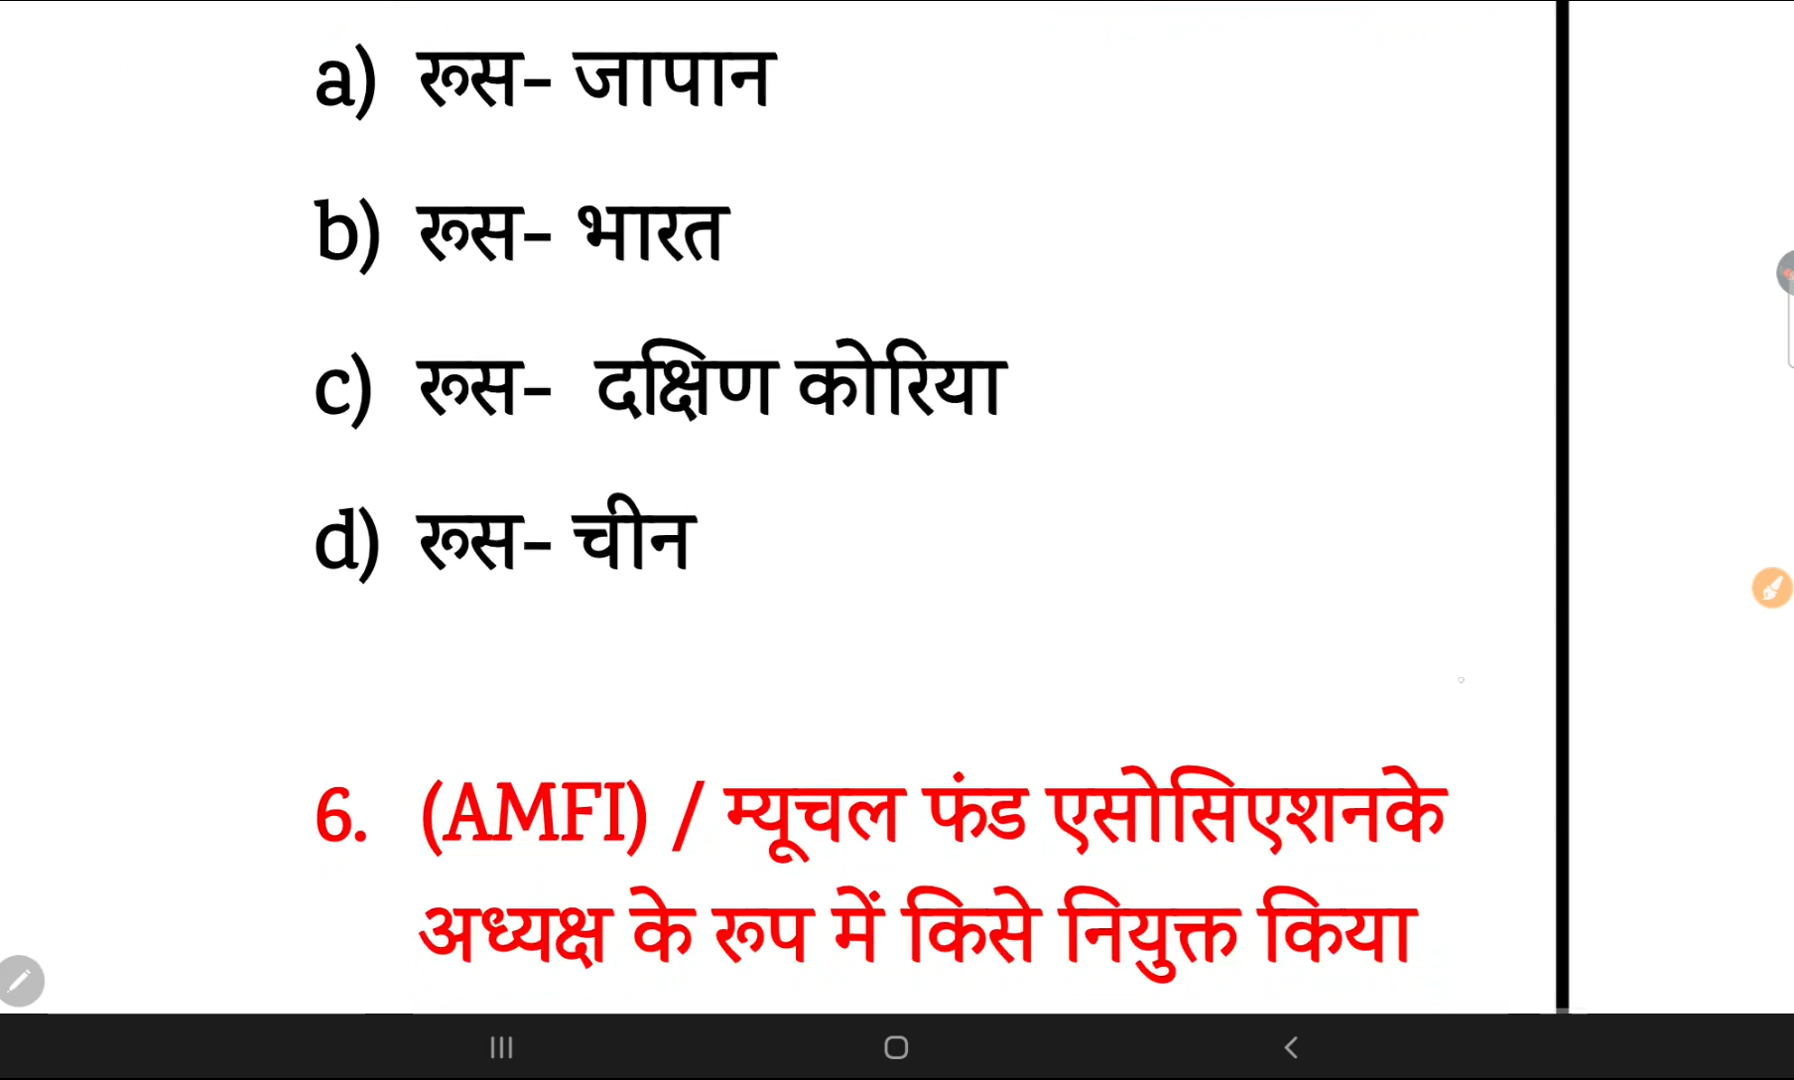 a) रूस- जापान
b) रूस- भारत
c) रूस- दक्षिण कोरिया
d) रूस- चीन
6. (AMFI) / म्यूचल फंड एसोसिएशनके
अध्यक्ष के रूप में किसे नियुक्त किया